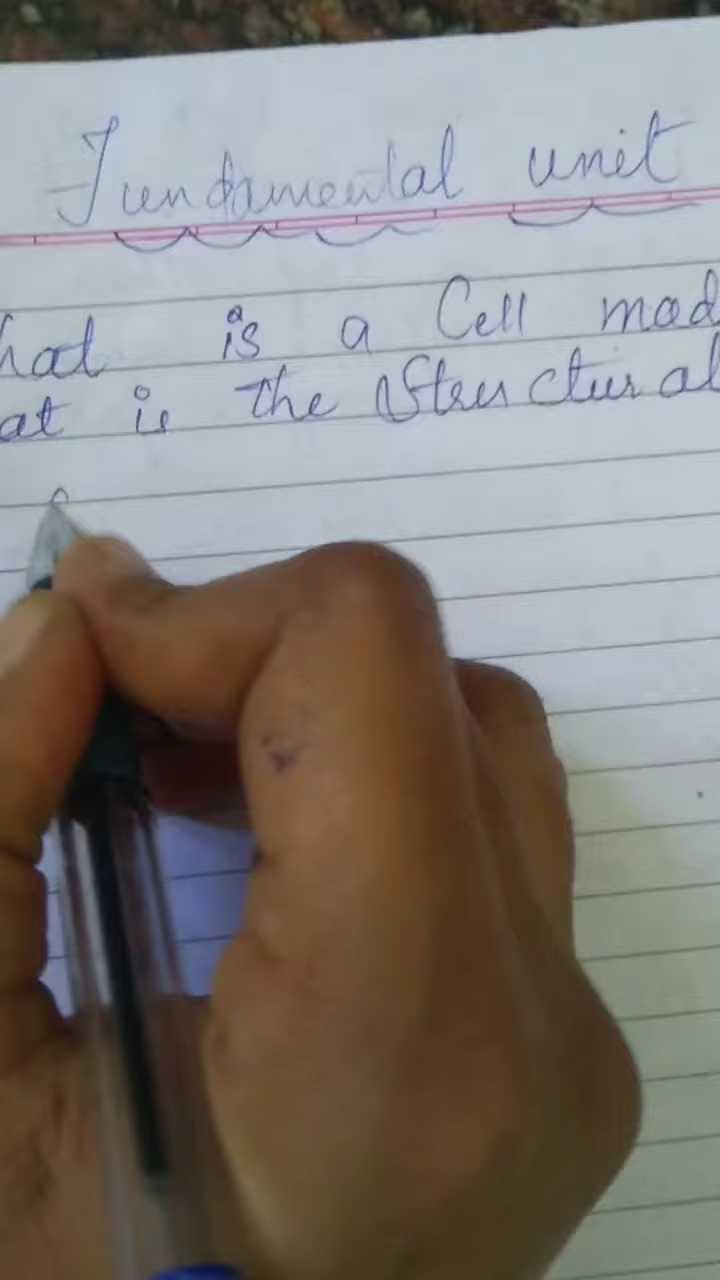 Fundamental unit
hat is a Cell mad
at is the Structural